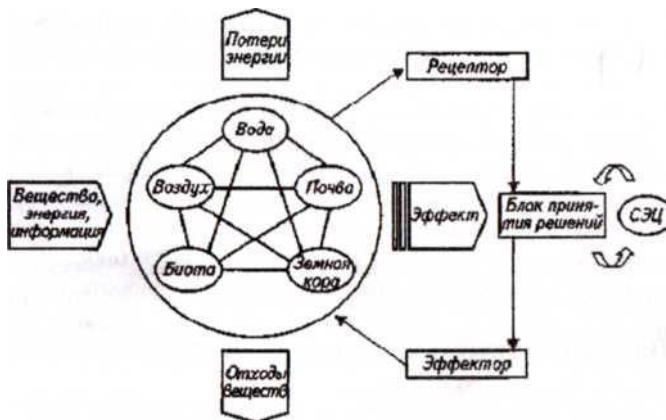 Потери
энергии
Рецептор
Вода
Воздух
Почва
Вещество,
энергия,
информация
Эффект
Блок приня-
тия решений
СЭЦ
Биота
Земная
кора
Эффектор
Отходы
веществ